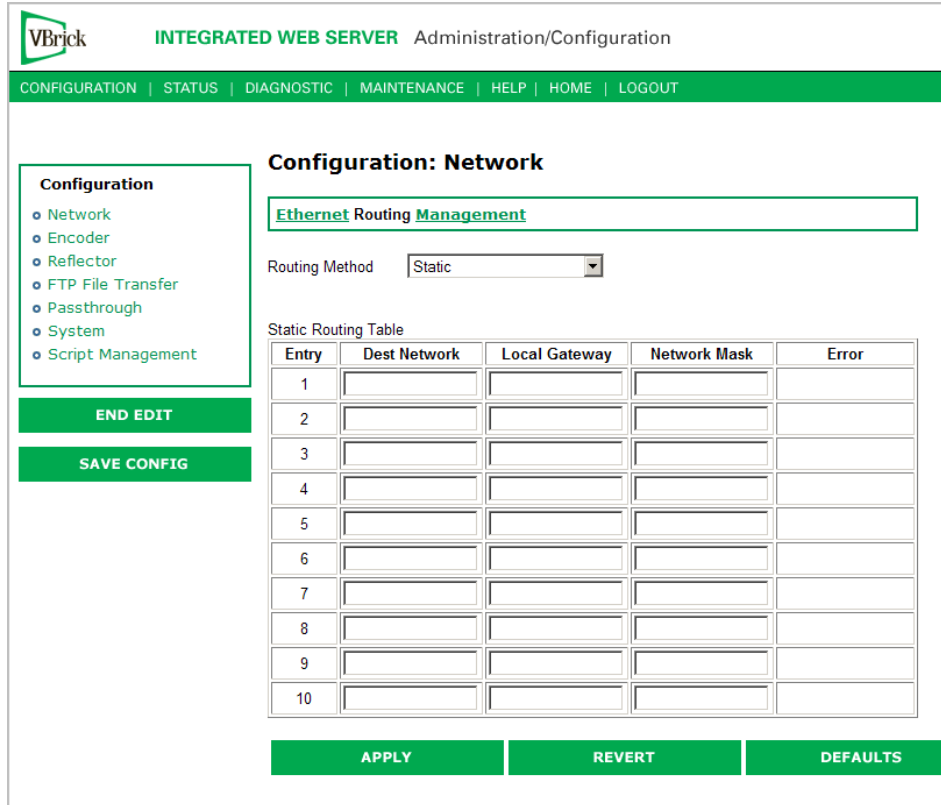 VBrick
INTEGRATED WEB SERVER Administration/Configuration
CONFIGURATION | STATUS | DIAGNOSTIC | MAINTENANCE | HELP | HOME | LOGOUT
Configuration
Network
Encoder
Reflector
FTP File Transfer
Passthrough
System
Script Management
END EDIT
SAVE CONFIG
Configuration: Network
Ethernet Routing Management
Routing Method Static
Static Routing Table
Entry Dest Network Local Gateway Network Mask Error
1
2
3
4
5
6
7
8
9
10
APPLY REVERT DEFAULTS